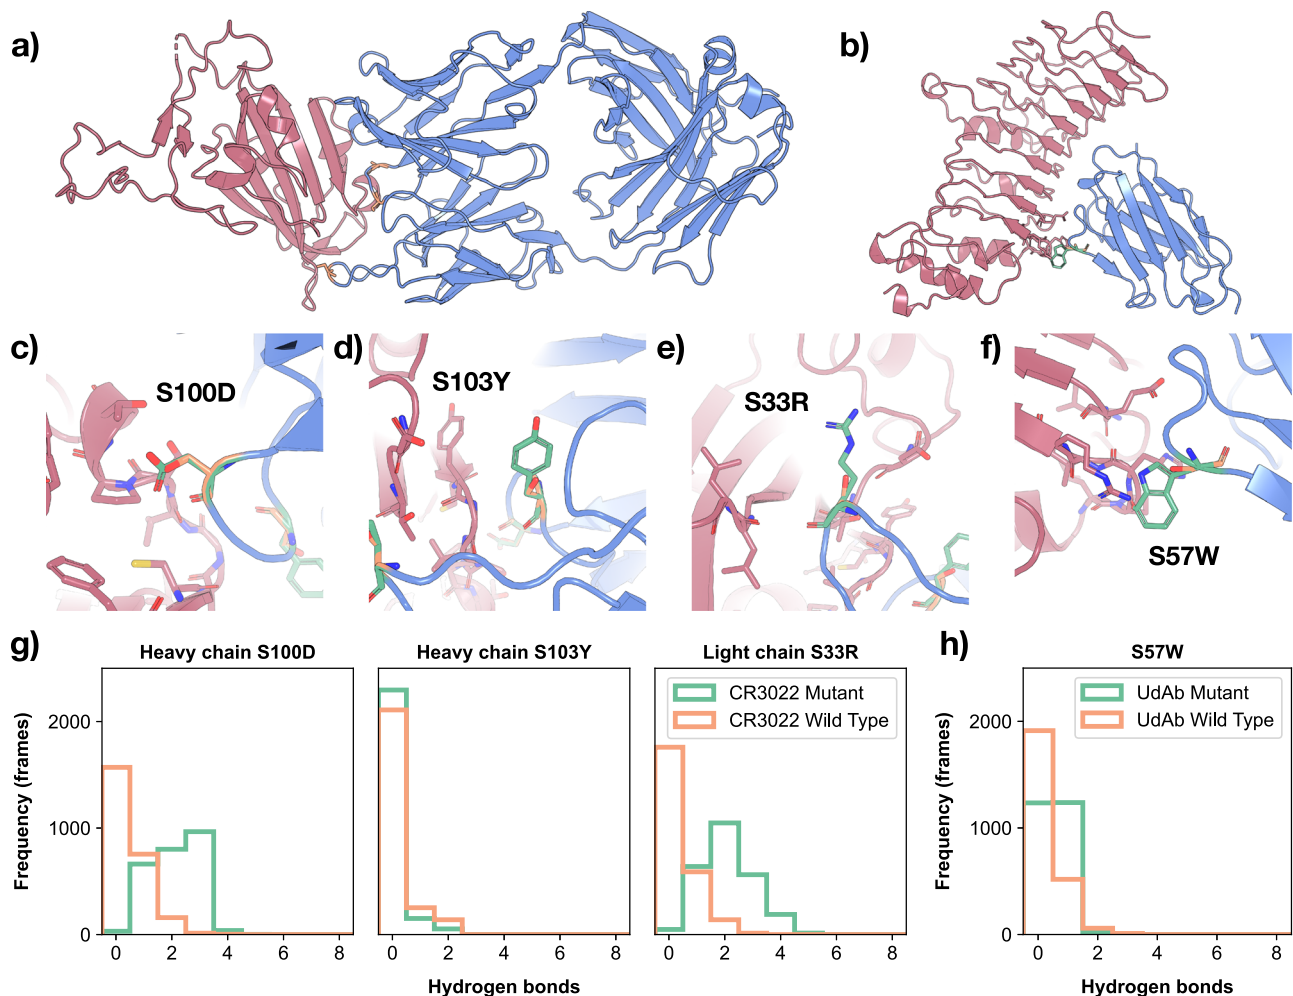 a)
b)
c)
S100D
d)
S103Y
e)
S33R
f)
S57W
g)
Heavy chain S100D
Heavy chain S103Y
Light chain S33R
h)
S57W
CR3022 Mutant
CR3022 Wild Type
UdAb Mutant
UdAb Wild Type
Frequency (frames)
2000
1000
0
0 2 4 6 8
0 2 4 6 8
0 2 4 6 8
Hydrogen bonds
Frequency (frames)
2000
1000
0
0 2 4 6 8
Hydrogen bonds